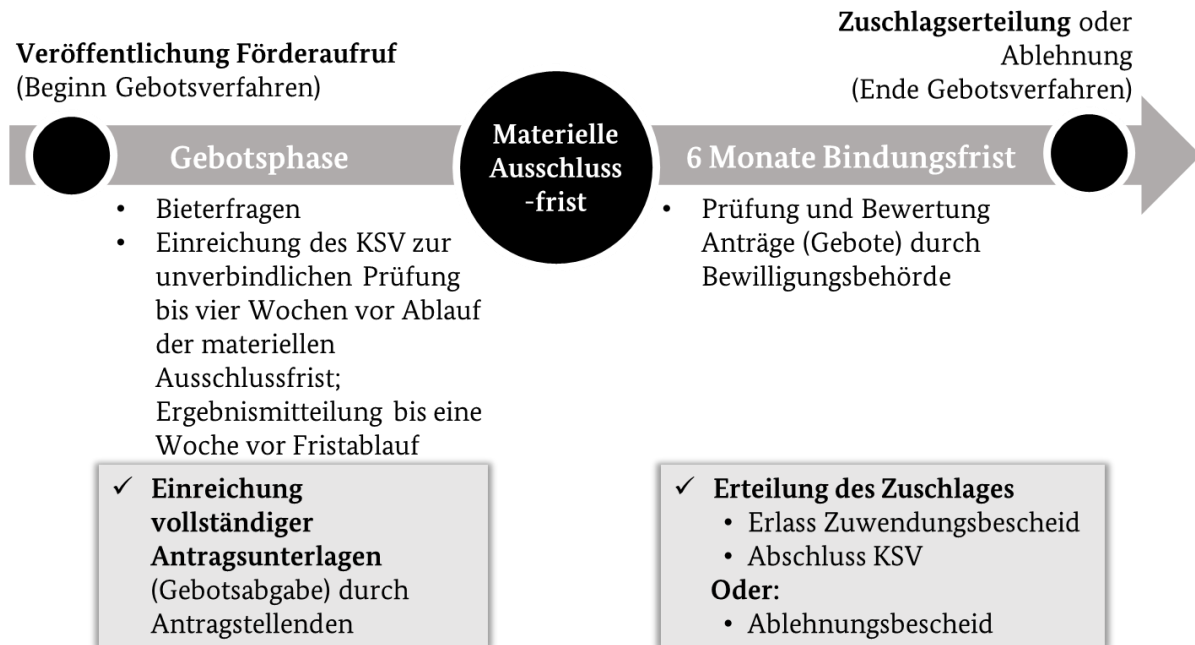 Veröffentlichung Förderaufruf
(Beginn Gebotsverfahren)
Zuschlagserteilung oder
Ablehnung
(Ende Gebotsverfahren)
Gebotsphase
Materielle
Ausschluss
-frist
6 Monate Bindungsfrist
• Bieterfragen
• Einreichung des KSV zur
unverbindlichen Prüfung
bis vier Wochen vor Ablauf
der materiellen
Ausschlussfrist;
Ergebnismitteilung bis eine
Woche vor Fristablauf
• Prüfung und Bewertung
Anträge (Gebote) durch
Bewilligungsbehörde
✓ Einreichung
vollständiger
Antragsunterlagen
(Gebotsabgabe) durch
Antragstellenden
✓ Erteilung des Zuschlages
• Erlass Zuwendungsbescheid
• Abschluss KSV
Oder:
• Ablehnungsbescheid